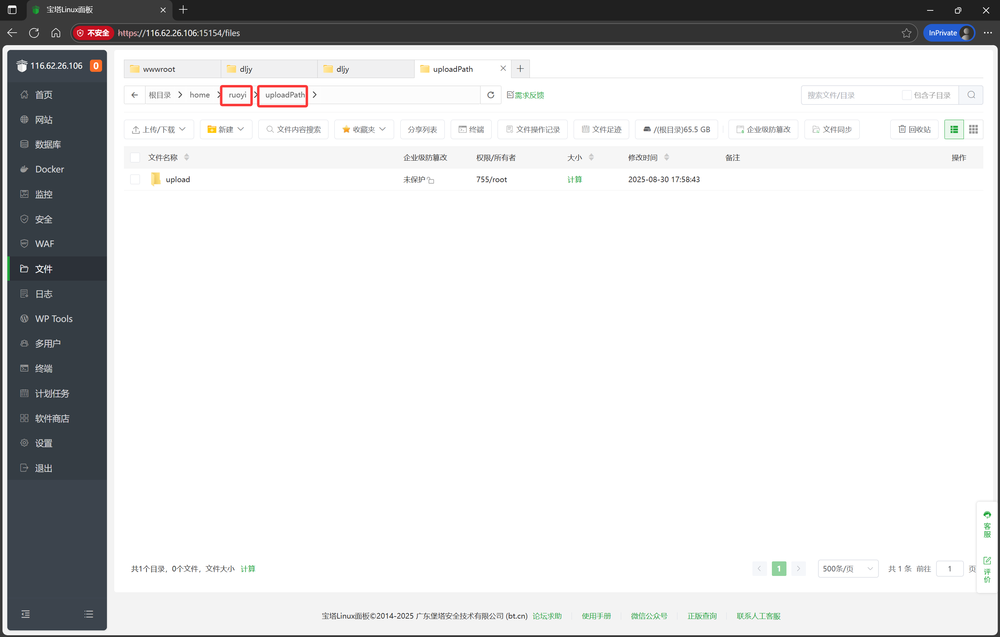 宝塔Linux面板
不安全 https://116.62.26.106:15154/files InPrivate
116.62.26.106 0
首页
网站
数据库
Docker
监控
安全
WAF
文件
日志
WP Tools
多用户
终端
计划任务
软件商店
设置
退出
wwwroot dljy dljy uploadPath
根目录 home ruoyi uploadPath 需求反馈 搜索文件/目录 包含子目录
上传/下载 新建 文件内容搜索 收藏夹 分享列表 终端 文件操作记录 文件足迹 /(根目录)65.5 GB 企业级防篡改 文件同步 回收站
文件名称 企业级防篡改 权限/所有者 大小 修改时间 备注 操作
upload 未保护 755/root 计算 2025-08-30 17:58:43
客服
评价
共1个目录，0个文件，文件大小 计算 1 500条/页 共 1 条 前往 1 页
宝塔Linux面板©2014-2025 广东堡塔安全技术有限公司 (bt.cn) 论坛求助 使用手册 微信公众号 正版查询 联系人工客服